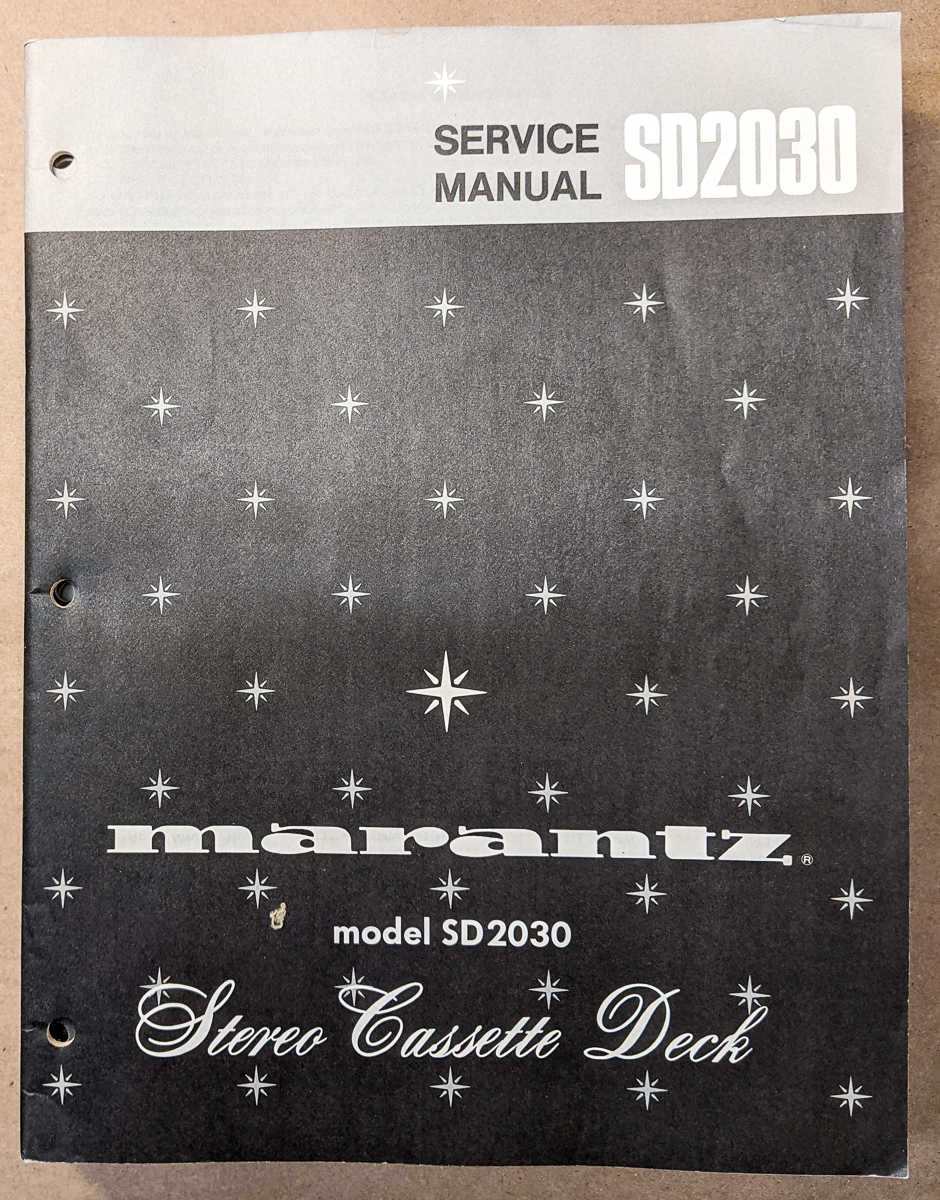 SERVICE
MANUAL
SD2030
marantz®
model SD2030
Stereo Cassette Deck